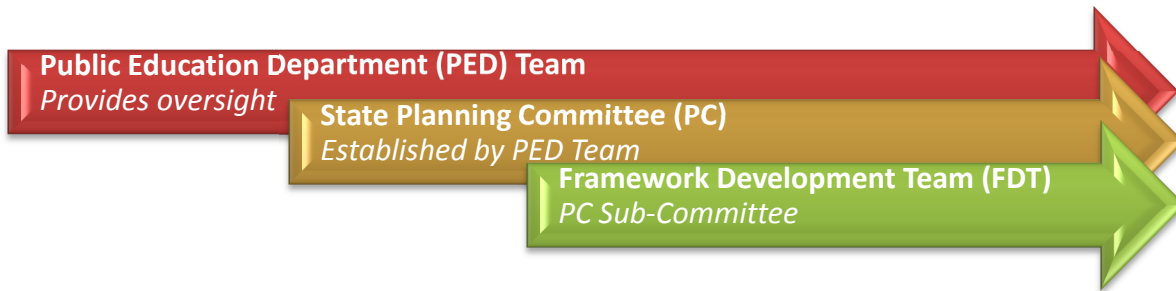 Public Education Department (PED) Team
Provides oversight
State Planning Committee (PC)
Established by PED Team
Framework Development Team (FDT)
PC Sub-Committee